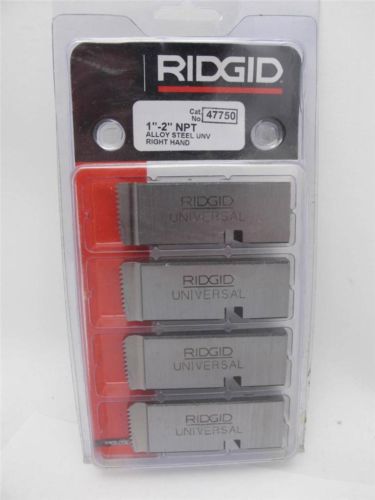 RIDGID
Cat. No. 47750
1"-2" NPT
ALLOY STEEL UNV
RIGHT HAND
RIDGID
UNIVERSAL
RIDGID
UNIVERSAL
RIDGID
UNIVERSAL
RIDGID
UNIVERSAL